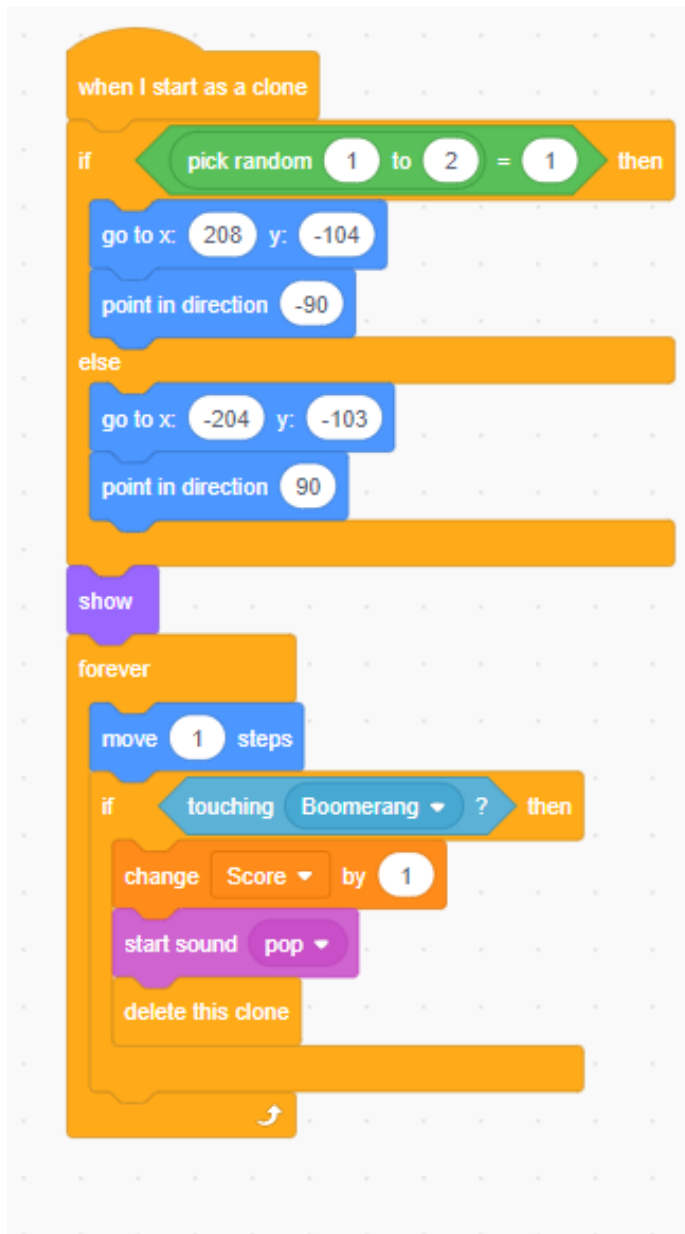 when I start as a clone
if pick random 1 to 2 = 1 then
go to x: 208 y: -104
point in direction -90
else
go to x: -204 y: -103
point in direction 90
show
forever
move 1 steps
if touching Boomerang ? then
change Score by 1
start sound pop
delete this clone